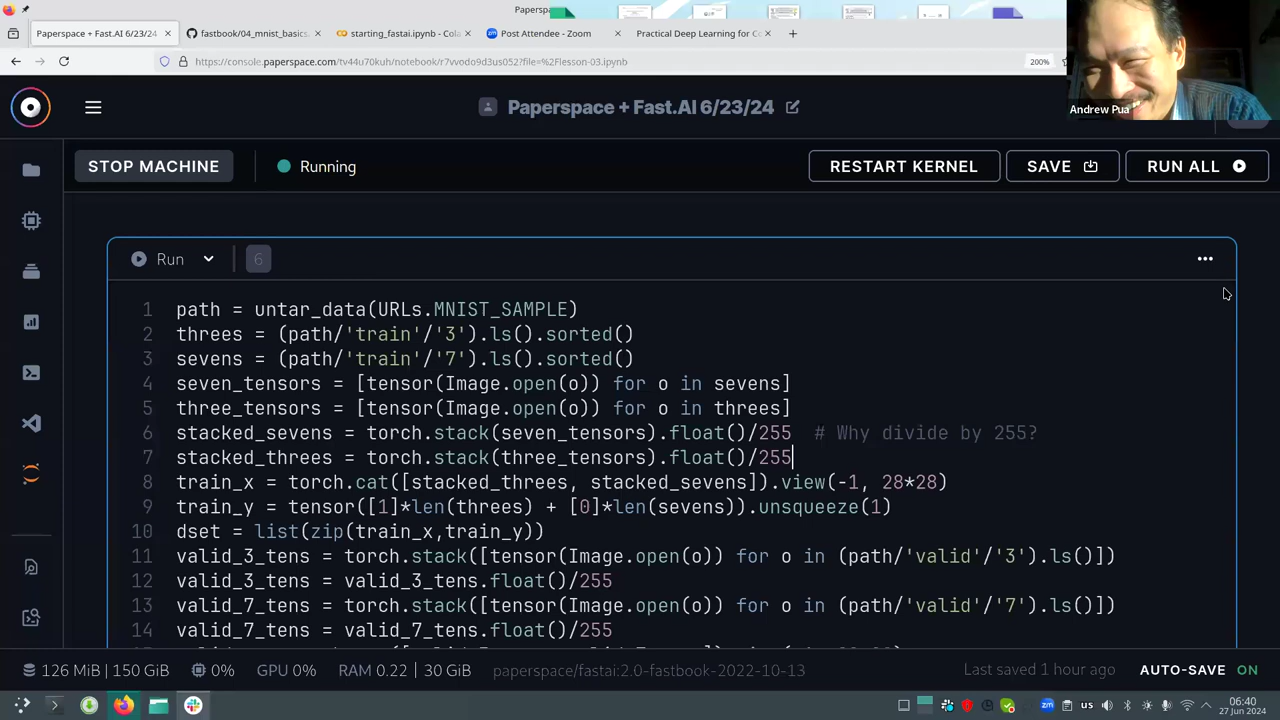 Paperspa
Paperspace + Fast.AI 6/23/24
fastbook/04_mnist_basics.
starting_fastai.ipynb - Cola
Post Attendee - Zoom
Practical Deep Learning for Co
https://console.paperspace.com/tv44u70kuh/notebook/r7vvodo9d3us052?file=%2Flesson-03.ipynb
200%
Andrew Pua
Paperspace + Fast.AI 6/23/24
STOP MACHINE
Running
RESTART KERNEL
SAVE
RUN ALL
Run
6
1 path = untar_data(URLs.MNIST_SAMPLE)
2 threes = (path/'train'/'3').ls().sorted()
3 sevens = (path/'train'/'7').ls().sorted()
4 seven_tensors = [tensor(Image.open(o)) for o in sevens]
5 three_tensors = [tensor(Image.open(o)) for o in threes]
6 stacked_sevens = torch.stack(seven_tensors).float()/255 # Why divide by 255?
7 stacked_threes = torch.stack(three_tensors).float()/255
8 train_x = torch.cat([stacked_threes, stacked_sevens]).view(-1, 28*28)
9 train_y = tensor([1]*len(threes) + [0]*len(sevens)).unsqueeze(1)
10 dset = list(zip(train_x,train_y))
11 valid_3_tens = torch.stack([tensor(Image.open(o)) for o in (path/'valid'/'3').ls()])
12 valid_3_tens = valid_3_tens.float()/255
13 valid_7_tens = torch.stack([tensor(Image.open(o)) for o in (path/'valid'/'7').ls()])
14 valid_7_tens = valid_7_tens.float()/255
126 MiB | 150 GiB
0%
GPU 0%
RAM 0.22 | 30 GiB
paperspace/fastai:2.0-fastbook-2022-10-13
Last saved 1 hour ago
AUTO-SAVE ON
us
06:40
27 Jun 2024